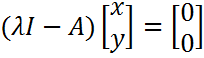 (λI − A) [x y] = [0 0]